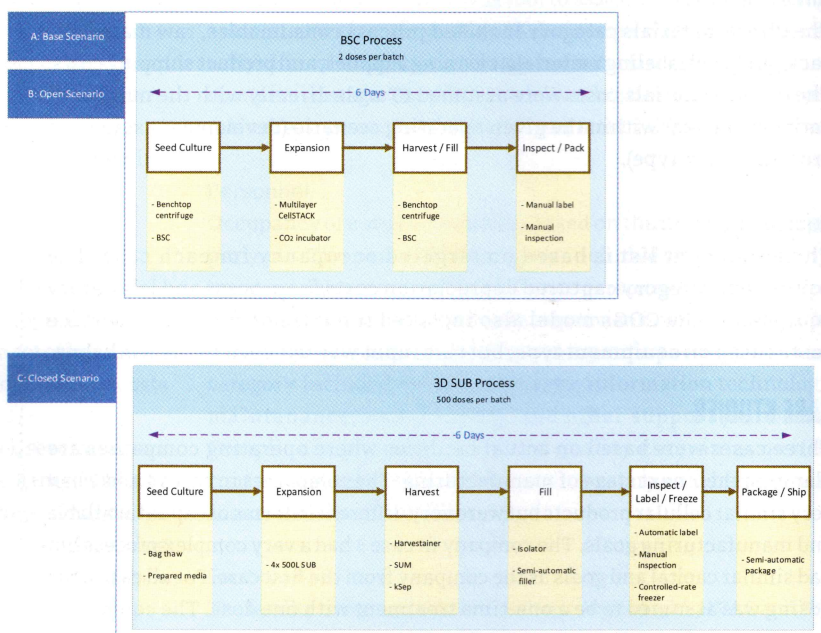 A: Base Scenario
B: Open Scenario
BSC Process
2 doses per batch
6 Days
Seed Culture
Expansion
Harvest / Fill
Inspect / Pack
- Benchtop
centrifuge
- BSC
- Multilayer
CellSTACK
- CO2 incubator
- Benchtop
centrifuge
- BSC
- Manual label
- Manual
inspection
C: Closed Scenario
3D SUB Process
500 doses per batch
6 Days
Seed Culture
Expansion
Harvest
Fill
Inspect /
Label / Freeze
Package / Ship
- Bag thaw
- Prepared media
- 4x 500L SUB
- Harvestainer
- SUM
- kSep
- Isolator
- Semi-automatic
filler
- Automatic label
- Manual
inspection
- Controlled-rate
freezer
- Semi-automatic
package